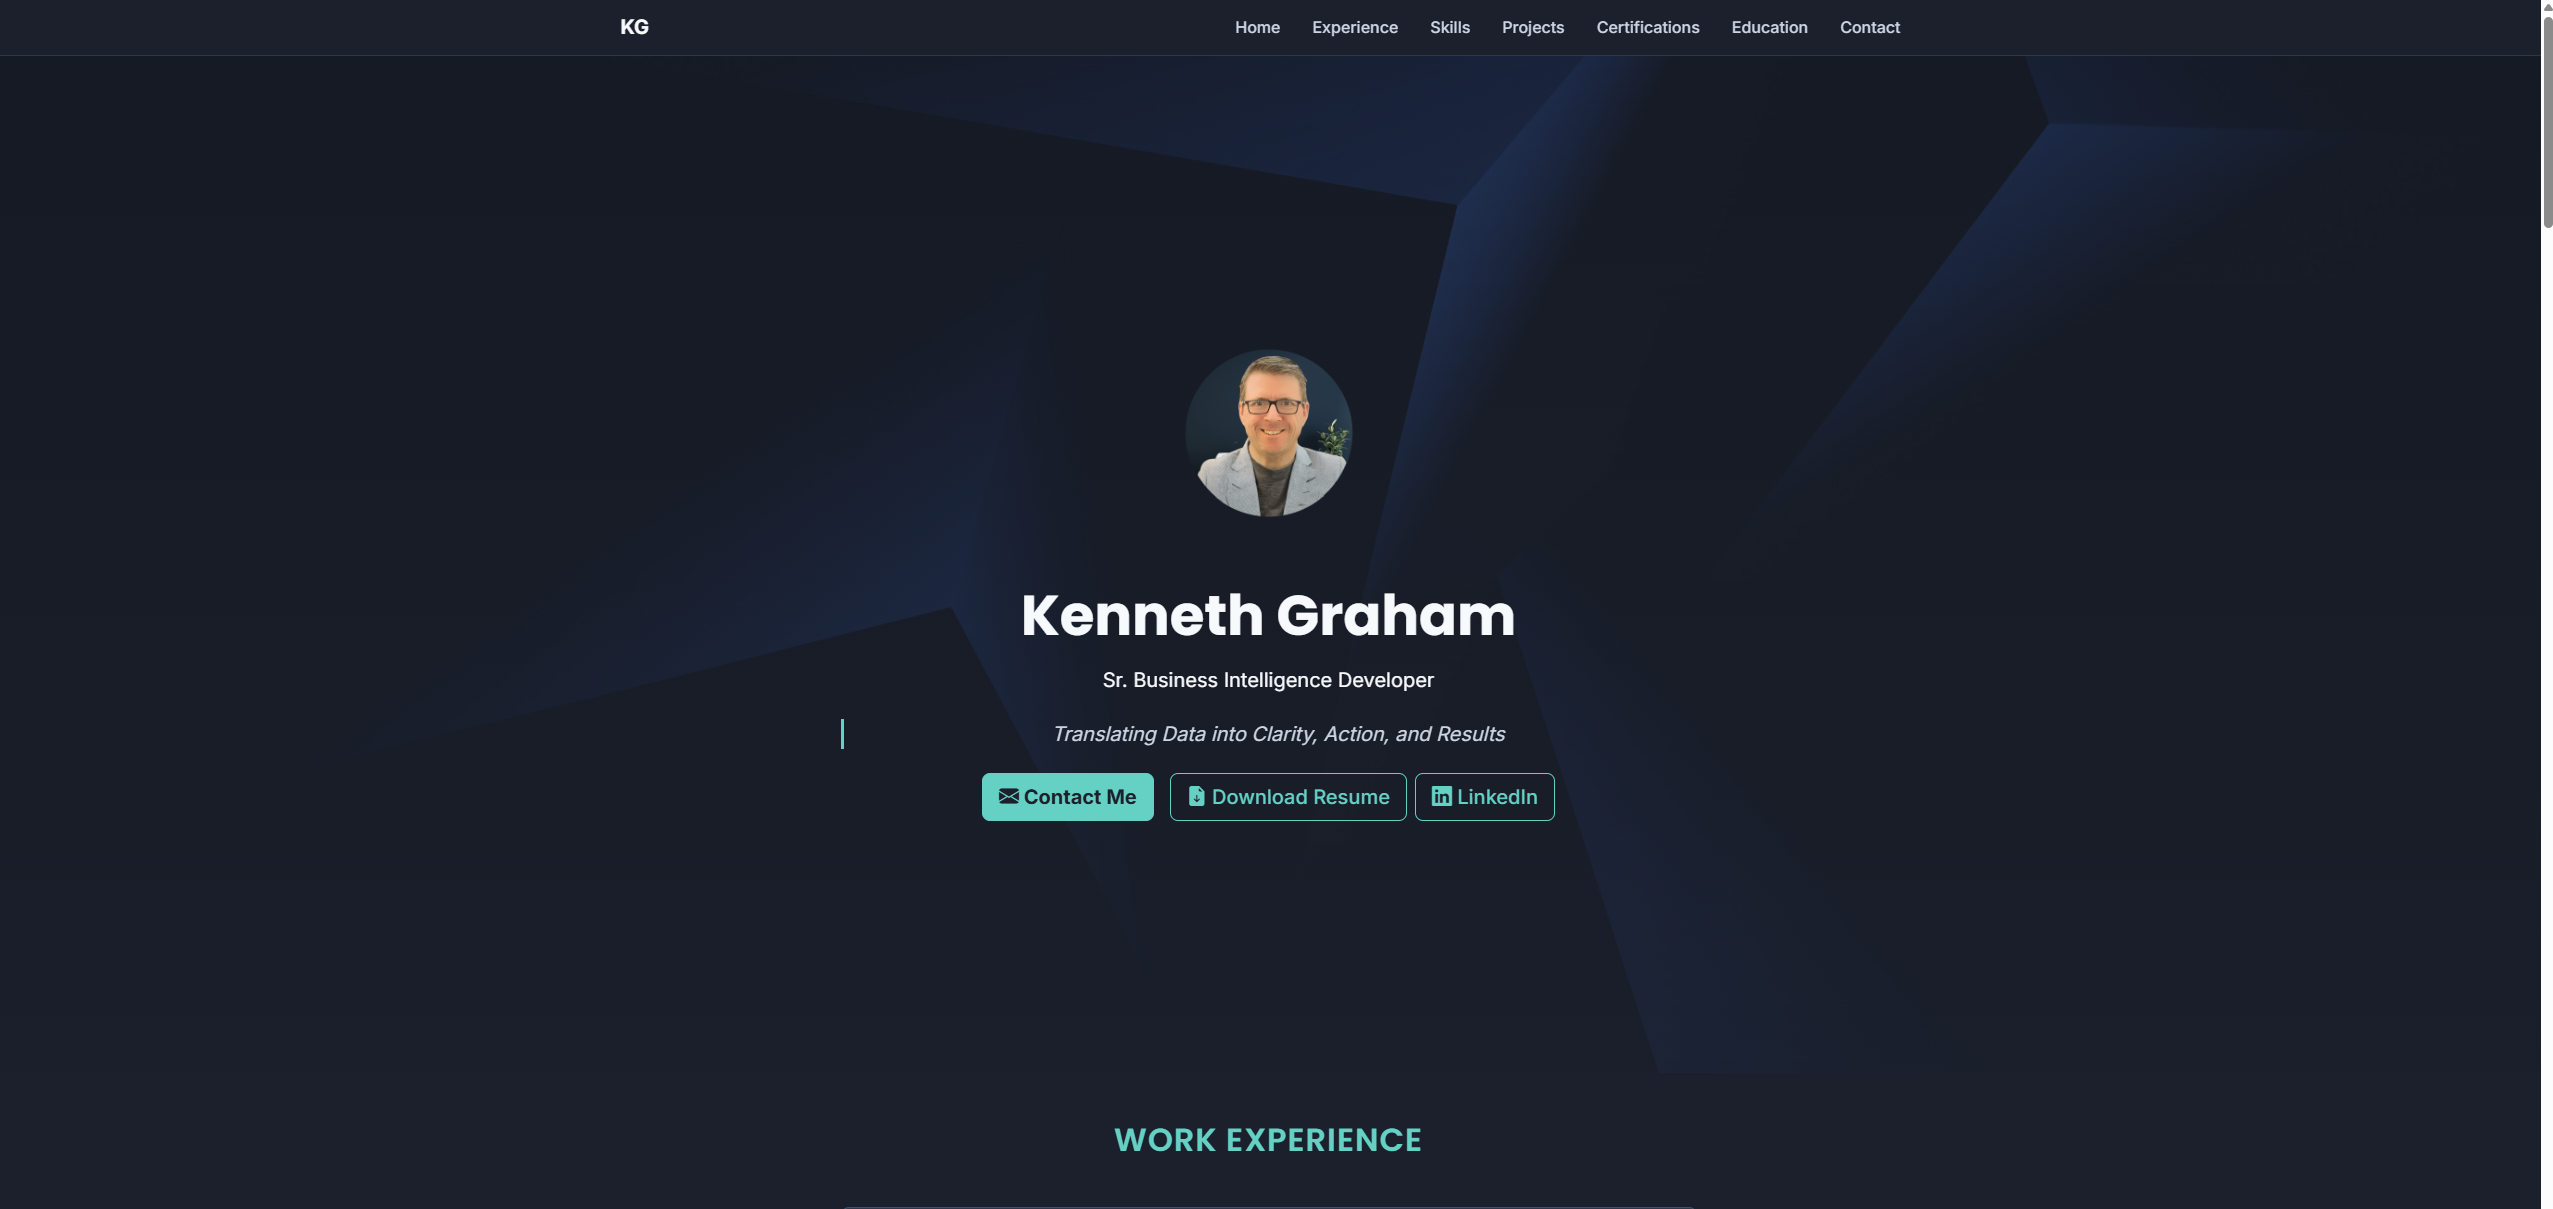 KG
Home Experience Skills Projects Certifications Education Contact
Kenneth Graham
Sr. Business Intelligence Developer
Translating Data into Clarity, Action, and Results
Contact Me Download Resume LinkedIn
WORK EXPERIENCE